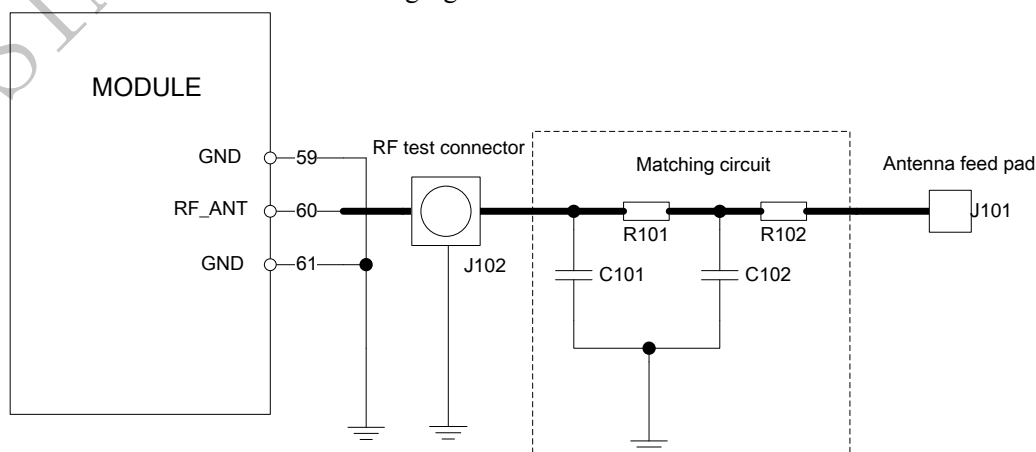 MODULE
GND
59
RF test connector
Matching circuit
Antenna feed pad
RF_ANT
60
J101
R101
R102
GND
61
J102
C101
C102